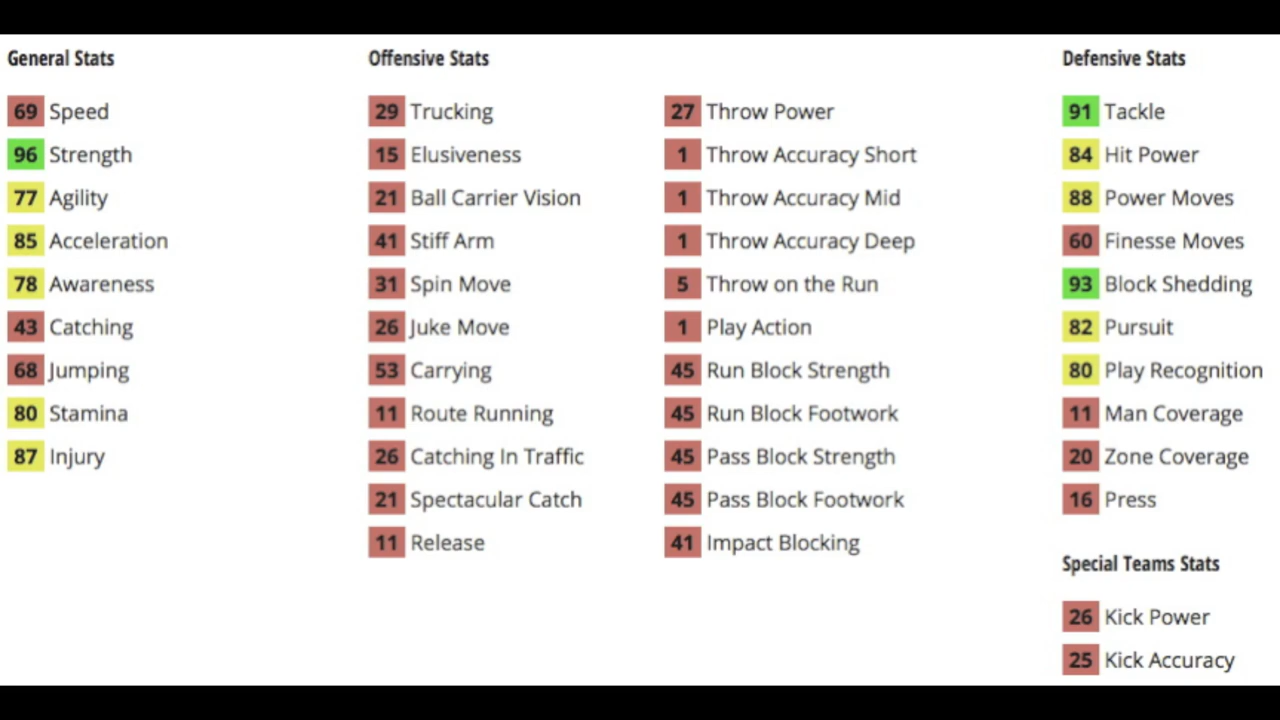 General Stats
69 Speed
96 Strength
77 Agility
85 Acceleration
78 Awareness
43 Catching
68 Jumping
80 Stamina
87 Injury
Offensive Stats
29 Trucking
15 Elusiveness
21 Ball Carrier Vision
41 Stiff Arm
31 Spin Move
26 Juke Move
53 Carrying
11 Route Running
26 Catching In Traffic
21 Spectacular Catch
11 Release
27 Throw Power
1 Throw Accuracy Short
1 Throw Accuracy Mid
1 Throw Accuracy Deep
5 Throw on the Run
1 Play Action
45 Run Block Strength
45 Run Block Footwork
45 Pass Block Strength
45 Pass Block Footwork
41 Impact Blocking
Defensive Stats
91 Tackle
84 Hit Power
88 Power Moves
60 Finesse Moves
93 Block Shedding
82 Pursuit
80 Play Recognition
11 Man Coverage
20 Zone Coverage
16 Press
Special Teams Stats
26 Kick Power
25 Kick Accuracy